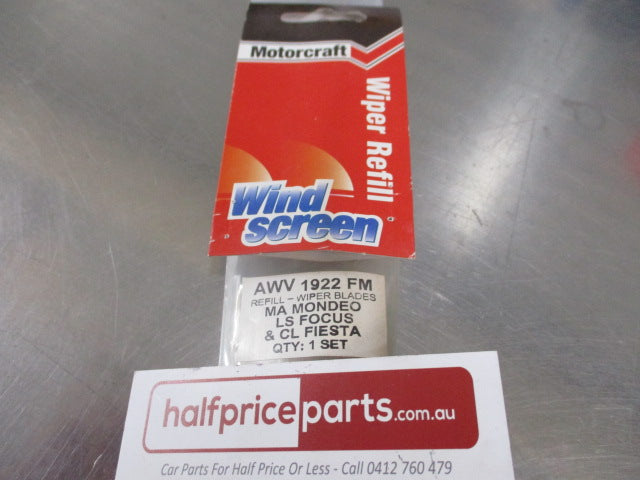 Motorcraft
Wiper Refill
Wind
screen
AWV 1922 FM
REFILL – WIPER BLADES
MA MONDEO
LS FOCUS
& CL FIESTA
QTY: 1 SET
halfpriceparts.com.au
Car Parts For Half Price Or Less - Call 0412 760 479